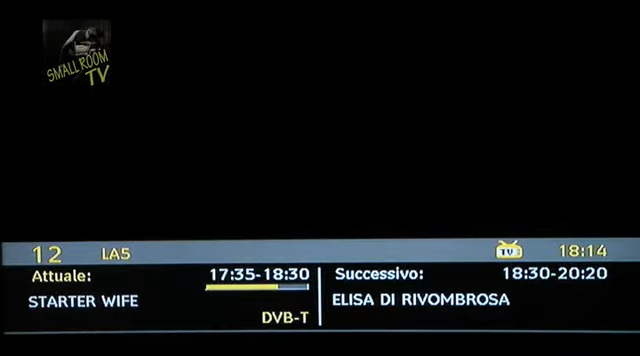 SMALL ROOM
TV
12 LA5 TV 18:14
Attuale: 17:35-18:30
STARTER WIFE
DVB-T
Successivo: 18:30-20:20
ELISA DI RIVOMBROSA